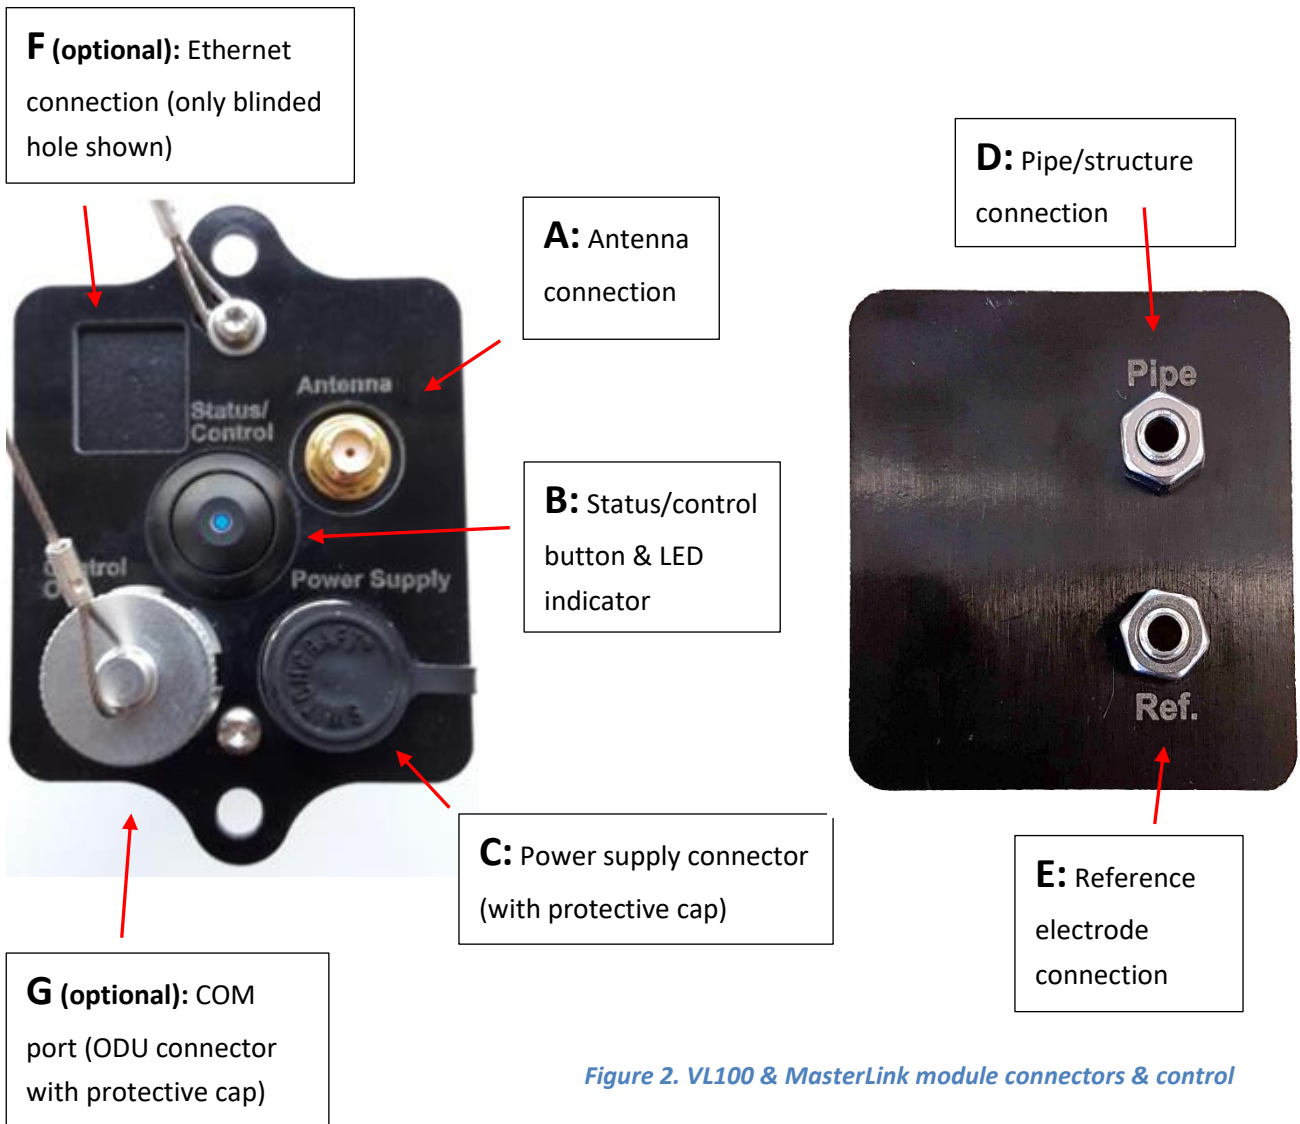 F (optional): Ethernet
connection (only blinded
hole shown)
A: Antenna
connection
D: Pipe/structure
connection
Antenna
Status/
Control
B: Status/control
button & LED
indicator
Power Supply
Pipe
Ref.
C: Power supply connector
(with protective cap)
E: Reference
electrode
connection
G (optional): COM
port (ODU connector
with protective cap)
Figure 2. VL100 & MasterLink module connectors & control